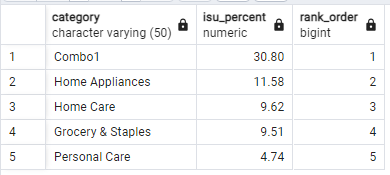 category isu_percent rank_order
character varying (50) numeric bigint
1 Combo1 30.80 1
2 Home Appliances 11.58 2
3 Home Care 9.62 3
4 Grocery & Staples 9.51 4
5 Personal Care 4.74 5